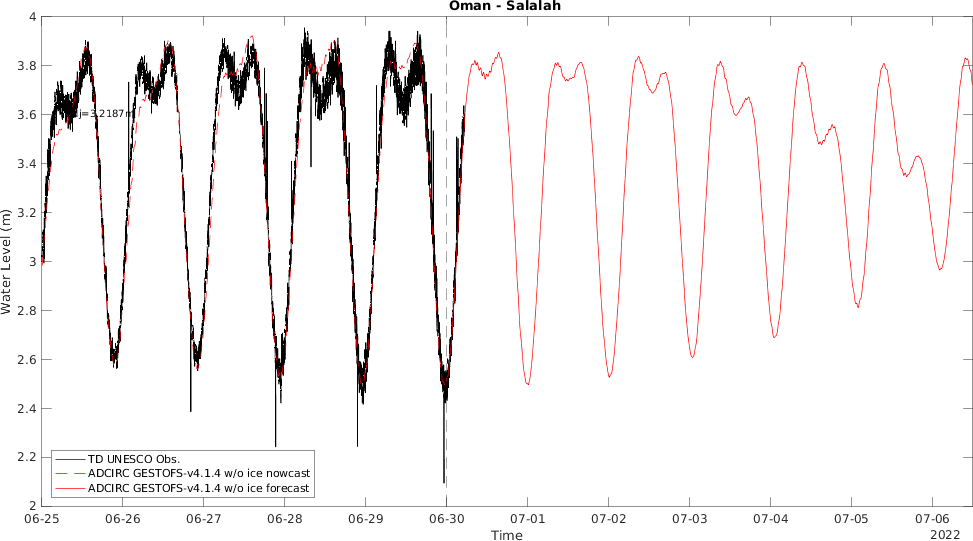 Oman - Salalah
4
3.8
3.6
3.4
3.2
3
2.8
2.6
2.4
2.2
2
Water Level (m)
j=3.2187m
TD UNESCO Obs.
ADCIRC GESTOFS-v4.1.4 w/o ice nowcast
ADCIRC GESTOFS-v4.1.4 w/o ice forecast
06-25 06-26 06-27 06-28 06-29 06-30 07-01 07-02 07-03 07-04 07-05 07-06
Time
2022